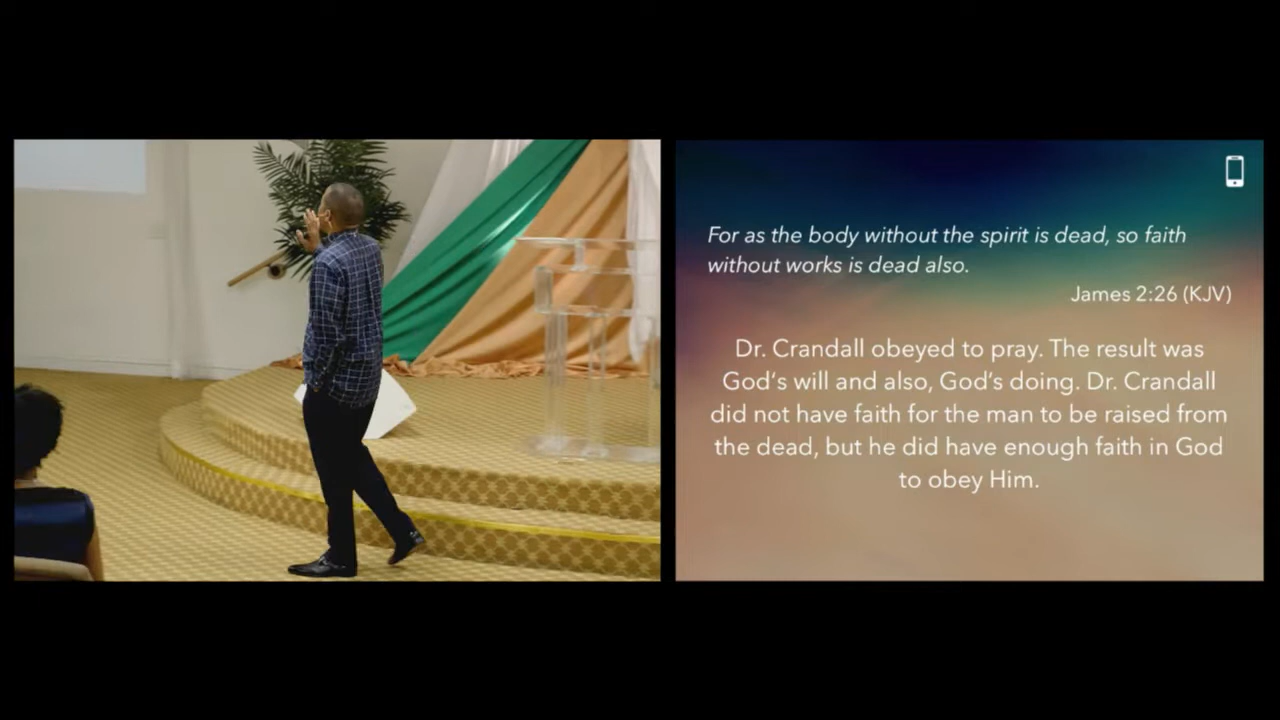 For as the body without the spirit is dead, so faith
without works is dead also.
James 2:26 (KJV)
Dr. Crandall obeyed to pray. The result was
God's will and also, God's doing. Dr. Crandall
did not have faith for the man to be raised from
the dead, but he did have enough faith in God
to obey Him.